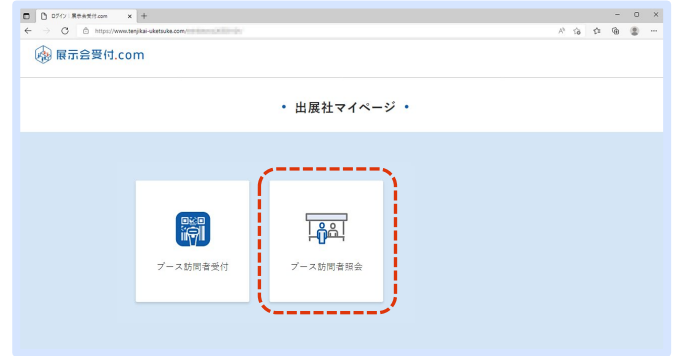 ログイン | 展示会受付.com
https://www.tenjikai-uketsuke.com
展示会受付.com
・ 出展社マイページ ・
ブース訪問者受付
ブース訪問者照会